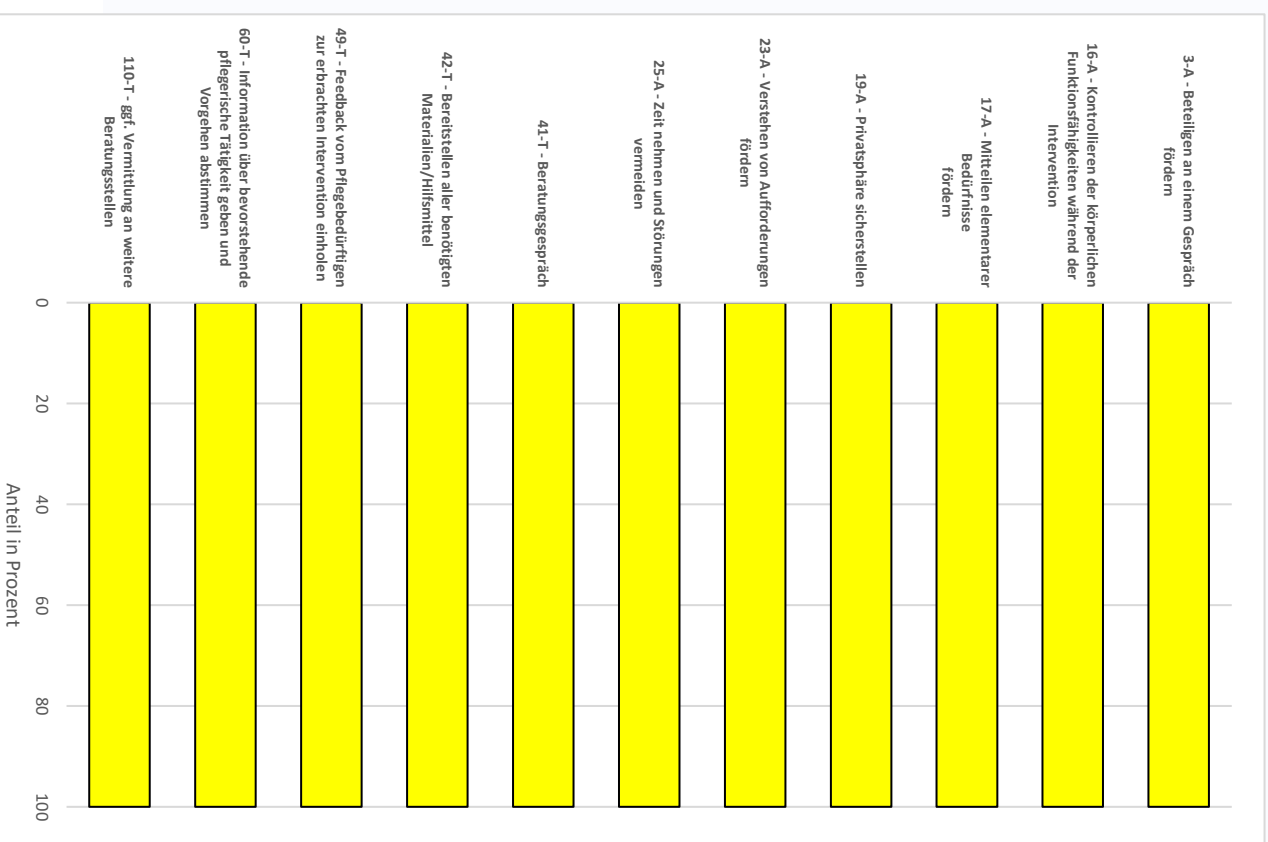 3-A - Beteiligen an einem Gespräch
fördern
16-A - Kontrollieren der körperlichen
Funktionsfähigkeiten während der
Intervention
17-A - Mitteilen elementarer
Bedürfnisse
fördern
19-A - Privatsphäre sicherstellen
23-A - Verstehen von Aufforderungen
fördern
25-A - Zeit nehmen und Störungen
vermeiden
41-T - Beratungsgespräch
42-T - Bereitstellen aller benötigten
Materialien/Hilfsmittel
49-T - Feedback vom Pflegebedürftigen
zur erbrachten Intervention einholen
60-T - Information über bevorstehende
pflegerische Tätigkeit geben und
Vorgehen abstimmen
110-T - ggf. Vermittlung an weitere
Beratungsstellen
0
20
40
60
80
100
Anteil in Prozent